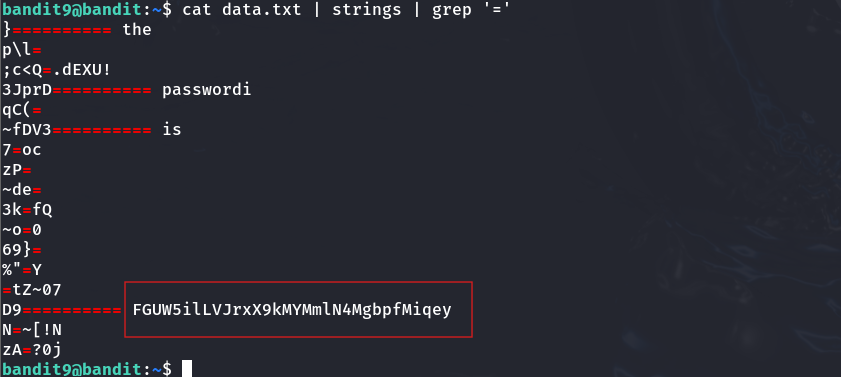 bandit9@bandit:~$ cat data.txt | strings | grep '='
}========== the
p\l=
;c<Q=.dEXU!
3JprD========== passwordi
qC(=
~fDV3========== is
7=oc
zP=
~de=
3k=fQ
~o=0
69}=
%"=Y
=tZ~07
D9========== FGUW5ilLVJrxX9kMYMmlN4MgbpfMiqey
N=~[!N
zA=?0j
bandit9@bandit:~$